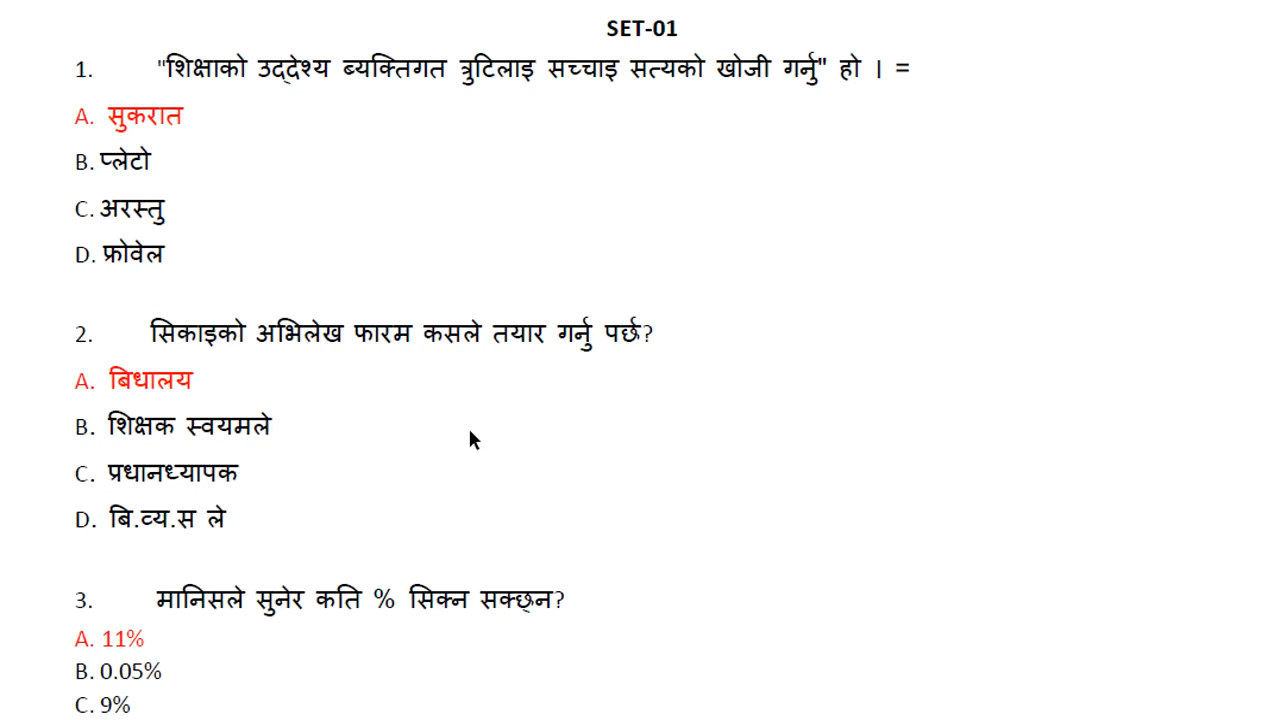 SET-01
1. "शिक्षाको उद्देश्य ब्यक्तिगत त्रुटिलाइ सच्चाइ सत्यको खोजी गर्नु" हो । =
A. सुकरात
B. प्लेटो
C. अरस्तु
D. फ्रोवेल
2. सिकाइको अभिलेख फारम कसले तयार गर्नु पर्छ?
A. बिधालय
B. शिक्षक स्वयमले
C. प्रधानध्यापक
D. बि.व्य.स ले
3. मानिसले सुनेर कति % सिक्न सक्छ्न?
A. 11%
B. 0.05%
C. 9%